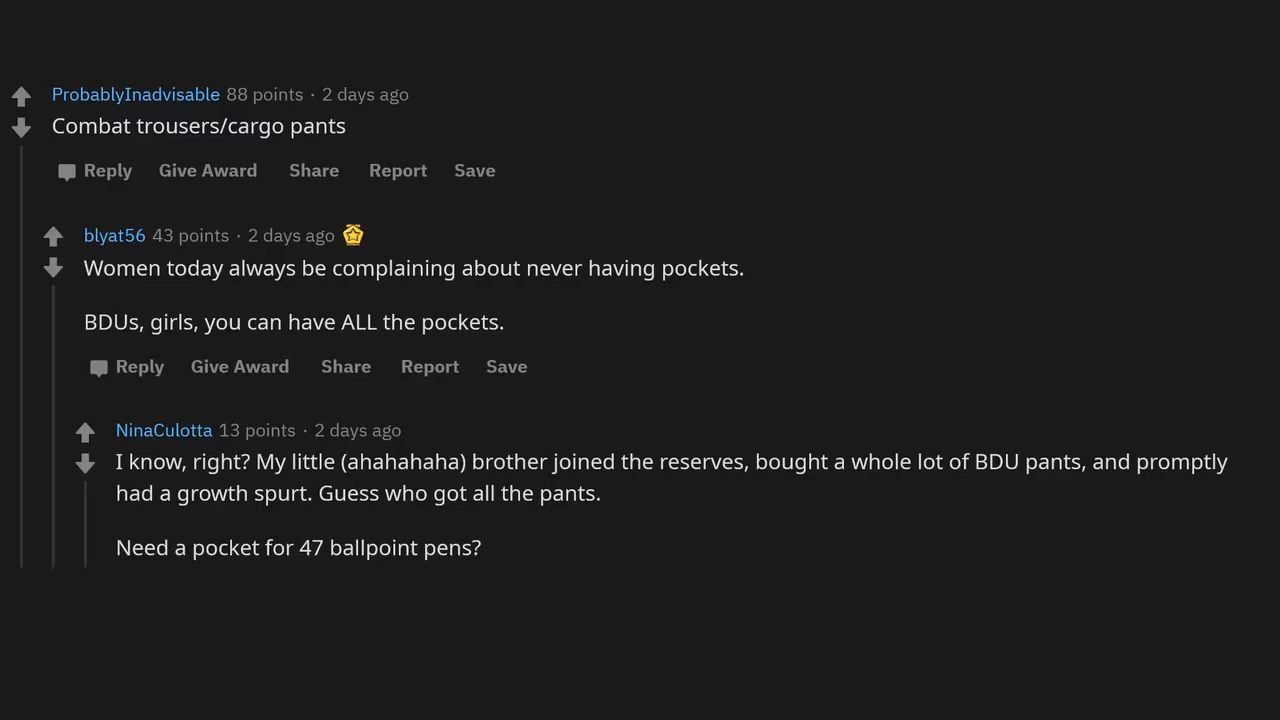 ProbablyInadvisable 88 points · 2 days ago
Combat trousers/cargo pants
Reply Give Award Share Report Save
blyat56 43 points · 2 days ago
Women today always be complaining about never having pockets.
BDUs, girls, you can have ALL the pockets.
Reply Give Award Share Report Save
NinaCulotta 13 points · 2 days ago
I know, right? My little (ahahahaha) brother joined the reserves, bought a whole lot of BDU pants, and promptly
had a growth spurt. Guess who got all the pants.
Need a pocket for 47 ballpoint pens?